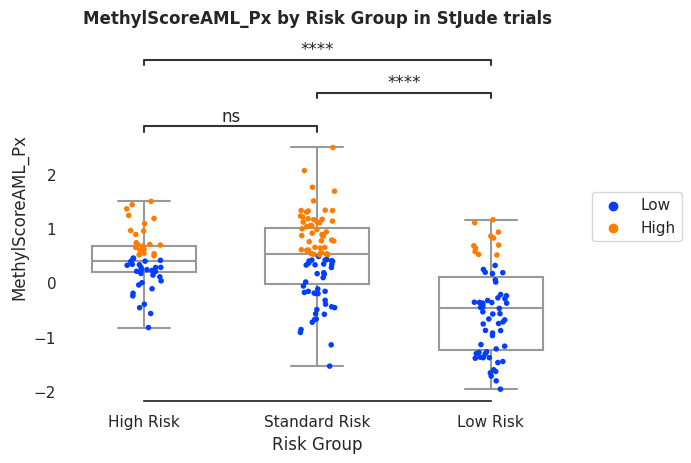 MethylScoreAML_Px by Risk Group in StJude trials
****
****
ns
MethylScoreAML_Px
2
1
0
−1
−2
Low
High
High Risk
Standard Risk
Low Risk
Risk Group